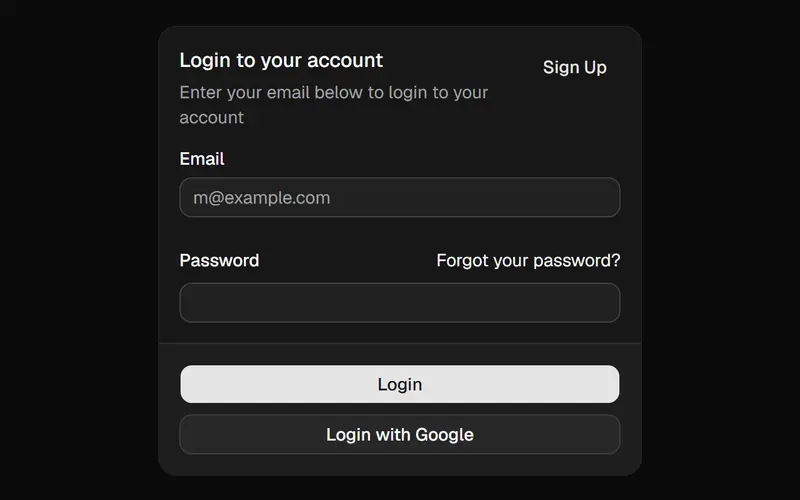 Login to your account
Sign Up
Enter your email below to login to your
account
Email
m@example.com
Password
Forgot your password?
Login
Login with Google